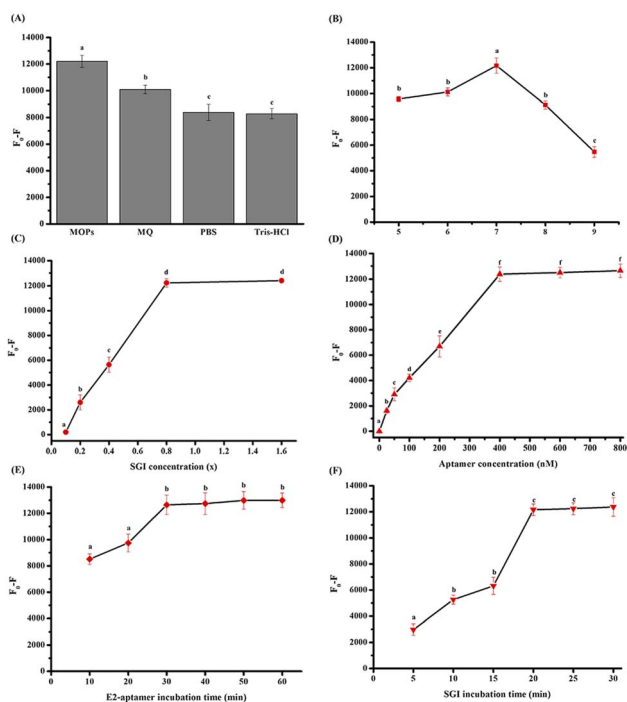 (A)
F₀-F
14000
12000
10000
8000
6000
4000
2000
0
a
b
c
c
MOPs MQ PBS Tris-HCl
(B)
F₀-F
14000
12000
10000
8000
6000
4000
2000
0
b
b
a
b
c
5 6 7 8 9
(C)
F₀-F
14000
12000
10000
8000
6000
4000
2000
0
a
b
c
d
d
0.0 0.2 0.4 0.6 0.8 1.0 1.2 1.4 1.6
SGI concentration (x)
(D)
F₀-F
14000
12000
10000
8000
6000
4000
2000
0
a
b
c
d
e
f
f
f
0 100 200 300 400 500 600 700 800
Aptamer concentration (nM)
(E)
F₀-F
14000
12000
10000
8000
6000
4000
2000
0
a
a
b
b
b
b
0 10 20 30 40 50 60
E2-aptamer incubation time (min)
(F)
F₀-F
14000
12000
10000
8000
6000
4000
2000
0
a
b
b
c
c
c
0 5 10 15 20 25 30
SGI incubation time (min)